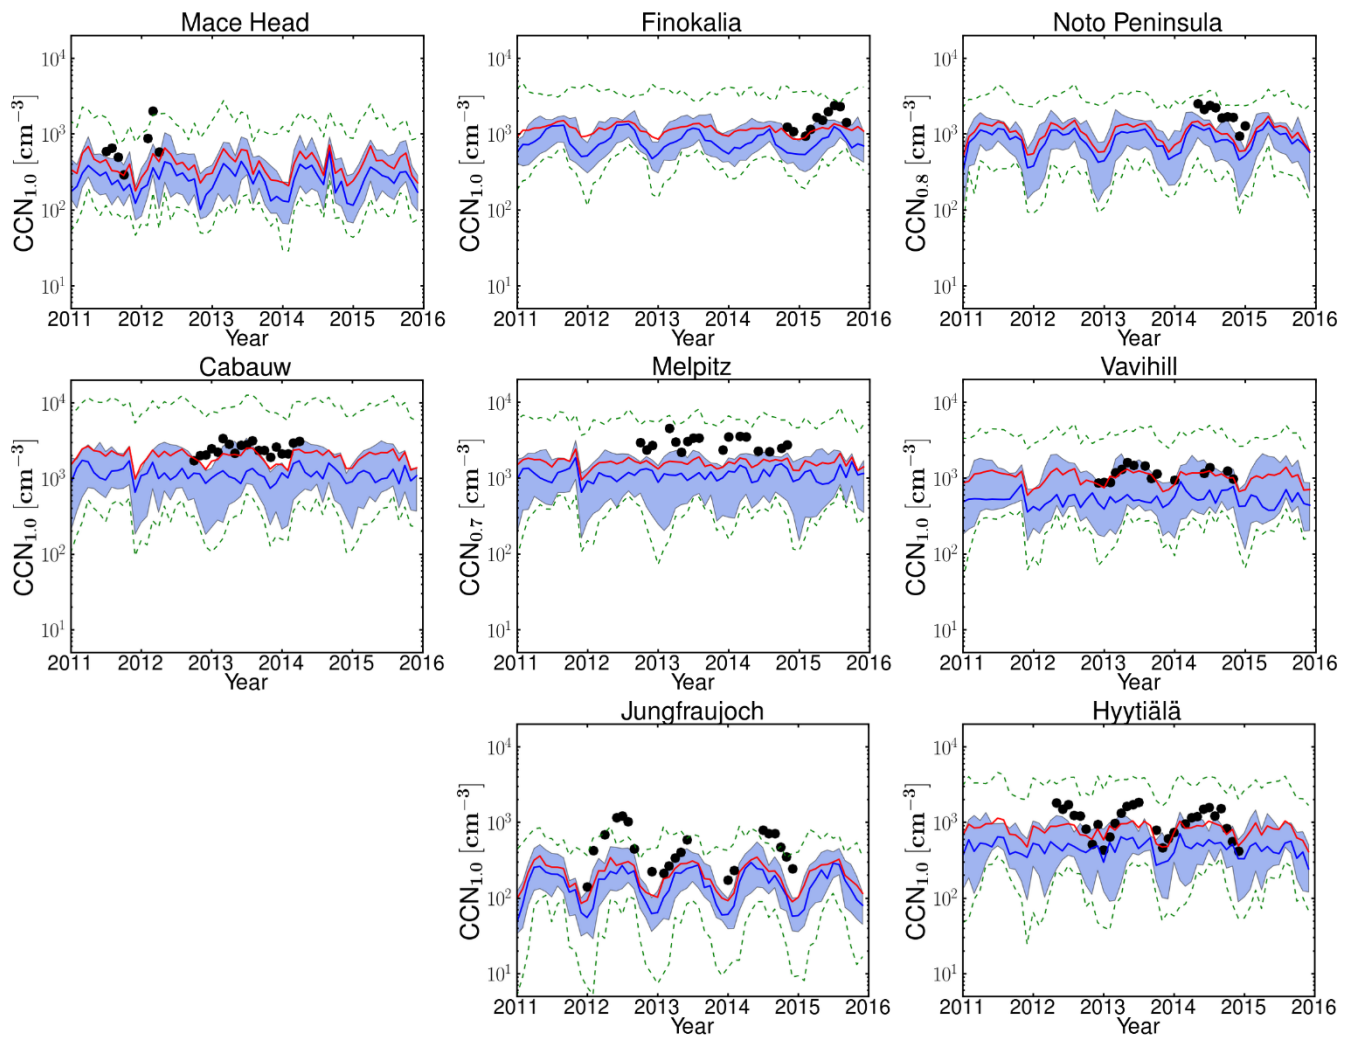 Mace Head
Finokalia
Noto Peninsula
CCN1.0 [cm−3]
10^4
10^3
10^2
10^1
2011 2012 2013 2014 2015 2016
Year
CCN1.0 [cm−3]
10^4
10^3
10^2
10^1
2011 2012 2013 2014 2015 2016
Year
CCN0.8 [cm−3]
10^4
10^3
10^2
10^1
2011 2012 2013 2014 2015 2016
Year
Cabauw
Melpitz
Vavihill
CCN1.0 [cm−3]
10^4
10^3
10^2
10^1
2011 2012 2013 2014 2015 2016
Year
CCN0.7 [cm−3]
10^4
10^3
10^2
10^1
2011 2012 2013 2014 2015 2016
Year
CCN1.0 [cm−3]
10^4
10^3
10^2
10^1
2011 2012 2013 2014 2015 2016
Year
Jungfraujoch
Hyytiälä
CCN1.0 [cm−3]
10^4
10^3
10^2
10^1
2011 2012 2013 2014 2015 2016
Year
CCN1.0 [cm−3]
10^4
10^3
10^2
10^1
2011 2012 2013 2014 2015 2016
Year